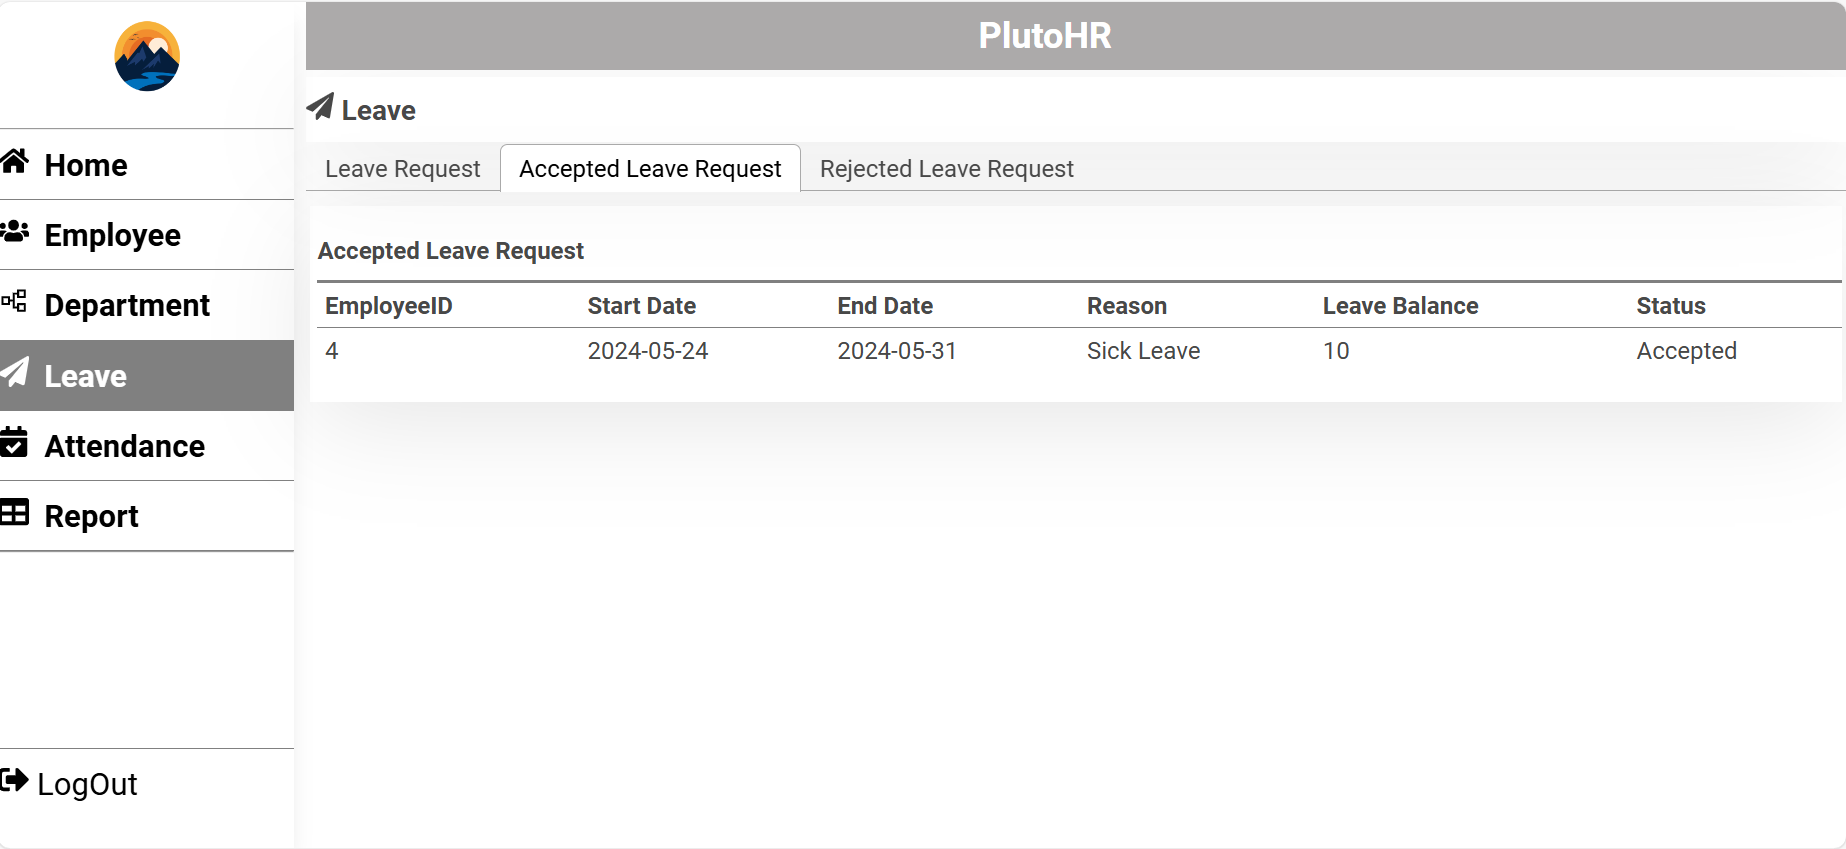 PlutoHR
Leave
Home
Employee
Department
Leave
Attendance
Report
LogOut
Leave Request Accepted Leave Request Rejected Leave Request
Accepted Leave Request
EmployeeID Start Date End Date Reason Leave Balance Status
4 2024-05-24 2024-05-31 Sick Leave 10 Accepted